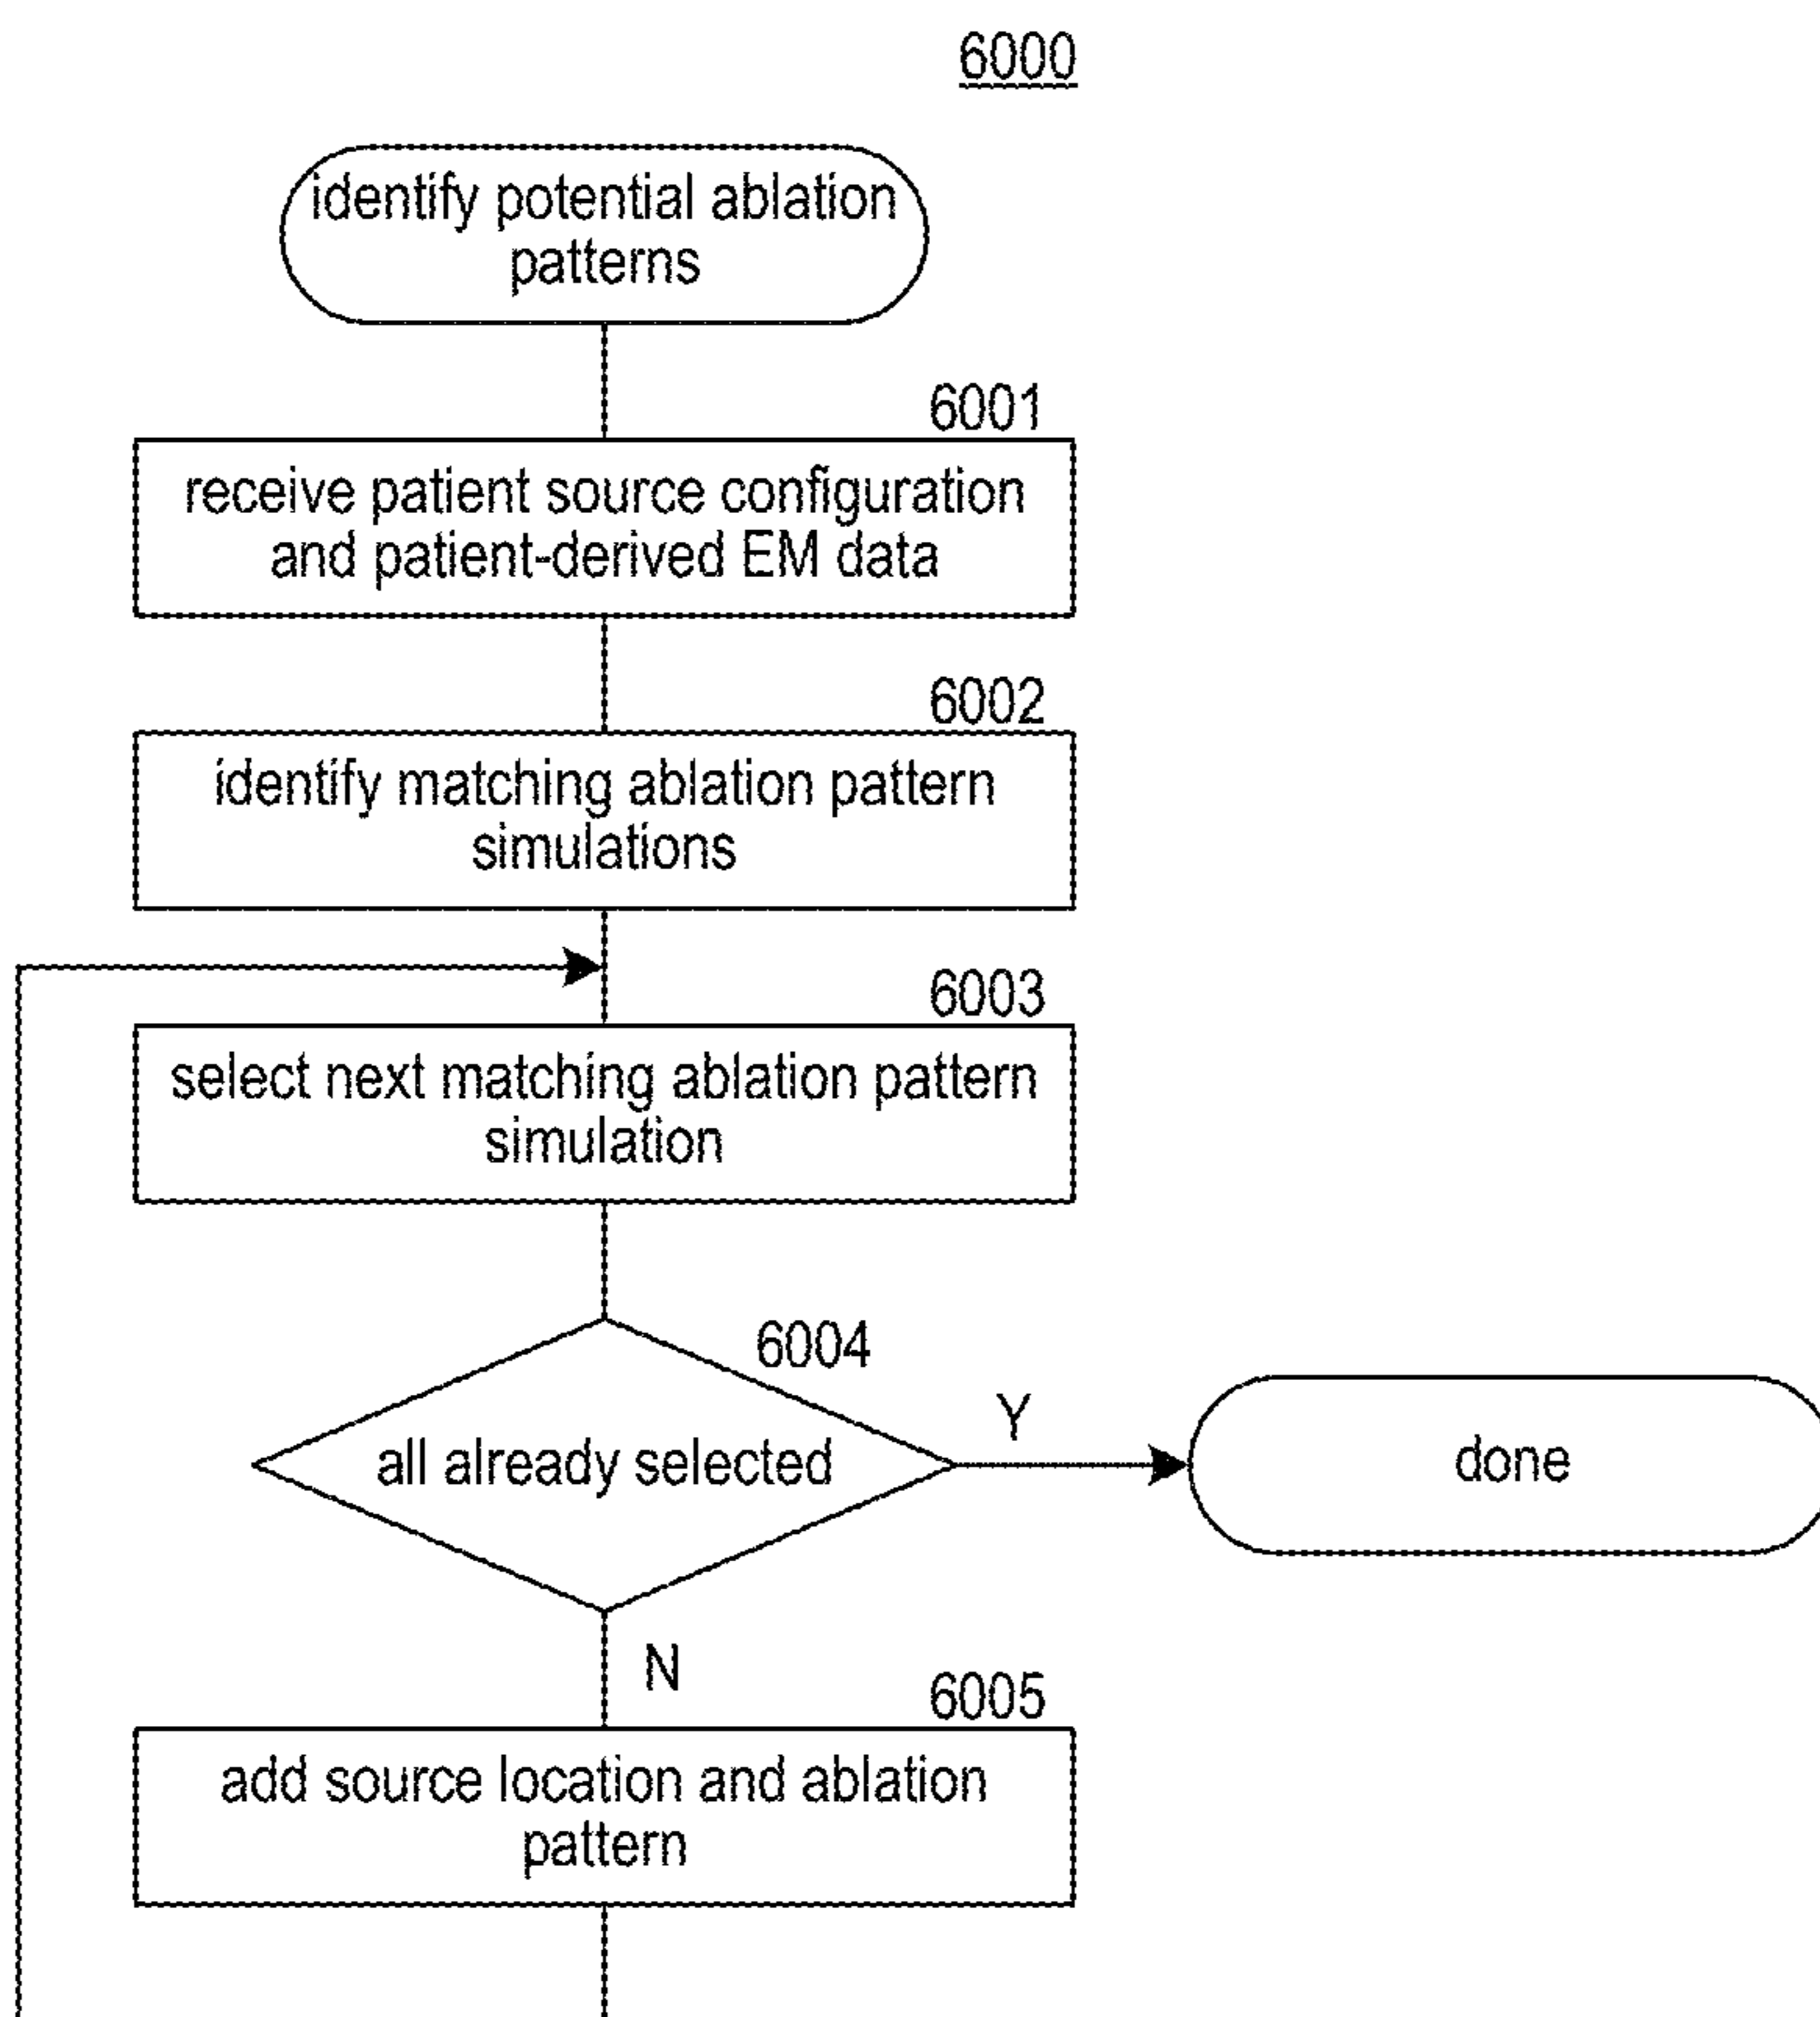 6000
identify potential ablation
patterns
6001
receive patient source configuration
and patient-derived EM data
6002
identify matching ablation pattern
simulations
6003
select next matching ablation pattern
simulation
6004
all already selected
Y
done
N
6005
add source location and ablation
pattern